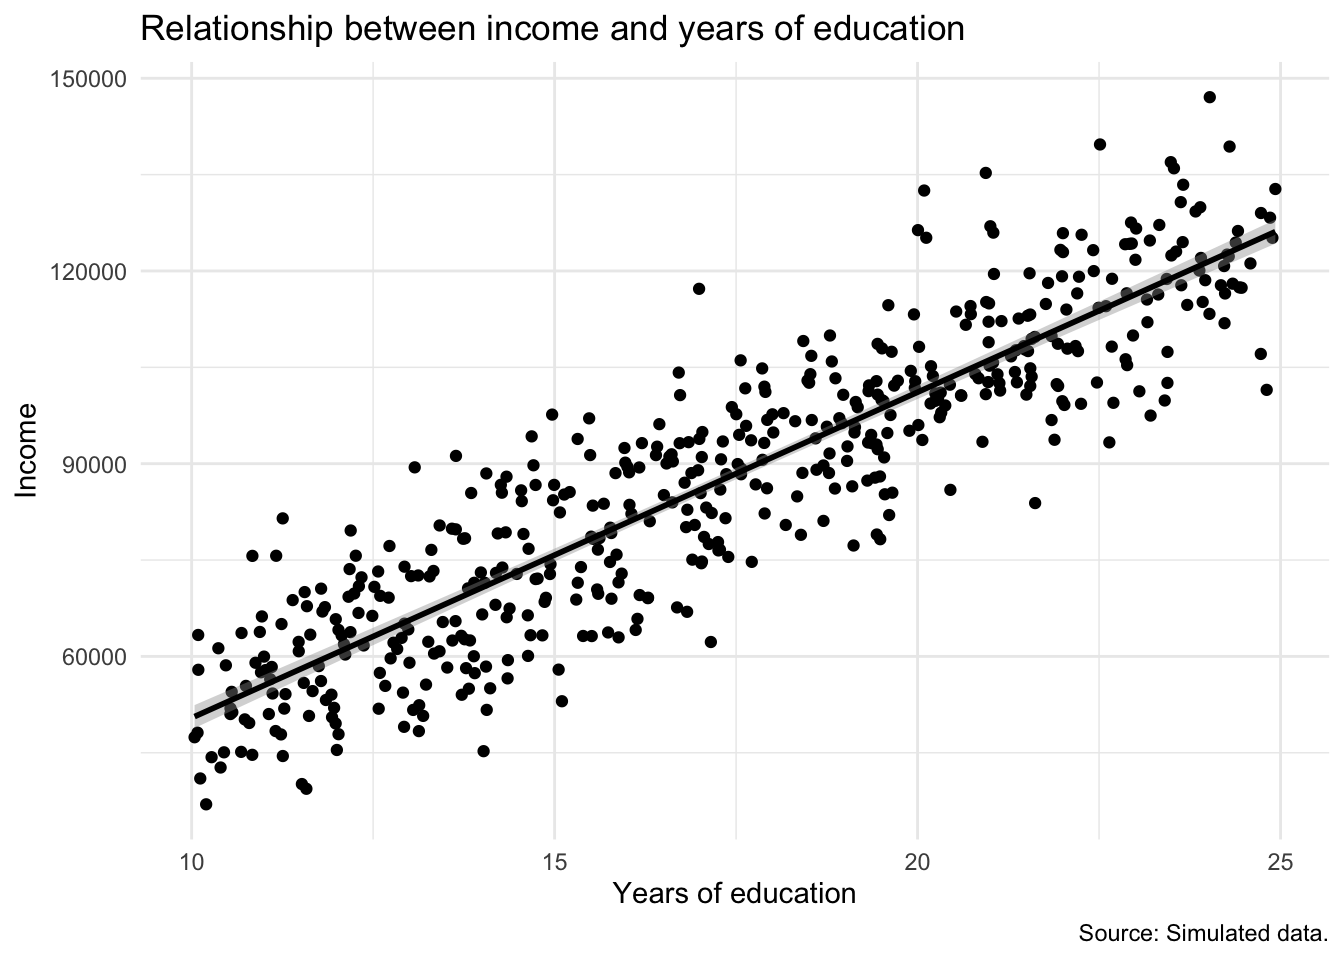 Relationship between income and years of education
150000
120000
90000
60000
Income
10 15 20 25
Years of education
Source: Simulated data.